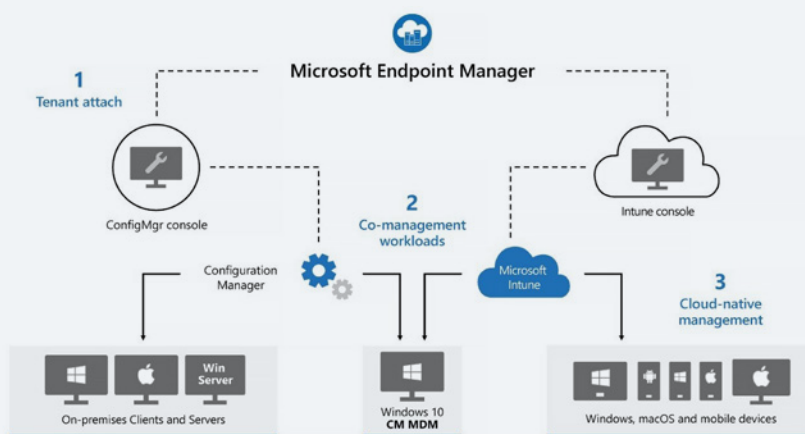 Microsoft Endpoint Manager
1
Tenant attach
ConfigMgr console
Intune console
2
Co-management
workloads
Configuration
Manager
Microsoft
Intune
3
Cloud-native
management
Win
Server
On-premises Clients and Servers
Windows 10
CM MDM
Windows, macOS and mobile devices